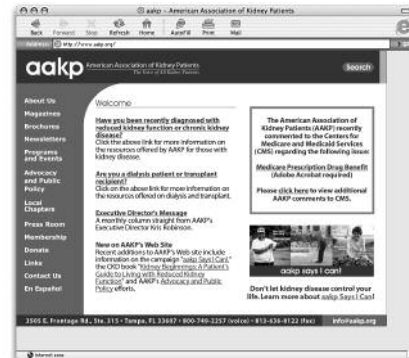 aakp - American Association of Kidney Patients
Back Forward Stop Refresh Home AutoFill Print Mail
Address: http://www.aakp.org/
aakp American Association of Kidney Patients
The Voice of All Kidney Patients
Search
About Us
Magazines
Brochures
Newsletters
Programs
and Events
Advocacy
and Public
Policy
Local
Chapters
Press Room
Membership
Donate
Links
Contact Us
En Español
Welcome
Have you been recently diagnosed with
reduced kidney function or chronic kidney
disease?
Click the above link for more information on
the resources offered by AAKP for those with
kidney disease.
Are you a dialysis patient or transplant
recipient?
Click on the above link for more information on
the resources available on dialysis and transplant.
Executive Director's Message
A monthly column straight from AAKP's
Executive Director Kris Robinson.
New on AAKP's Web Site
Recent additions to AAKP's Web site include
information on the campaign "aakp Says I Can!,"
the CKD book "Kidney Beginnings: A Patient's
Guide to Living with Reduced Kidney
Function" and AAKP's Advocacy and Public
Policy efforts.
The American Association of
Kidney Patients (AAKP) recently
commented to the Centers for
Medicare and Medicaid Services
(CMS) regarding the following issue:
Medicare Prescription Drug Benefit
(Adobe Acrobat required)
Please click here to view additional
AAKP comments to CMS.
aakp says i can!
Don't let kidney disease control your
life. Learn more about aakp Says I Can!
3505 E. Frontage Rd., Ste. 315 • Tampa, FL 33607 • 800-749-2257 (voice) • 813-636-8122 (fax) info@aakp.org
Internet zone